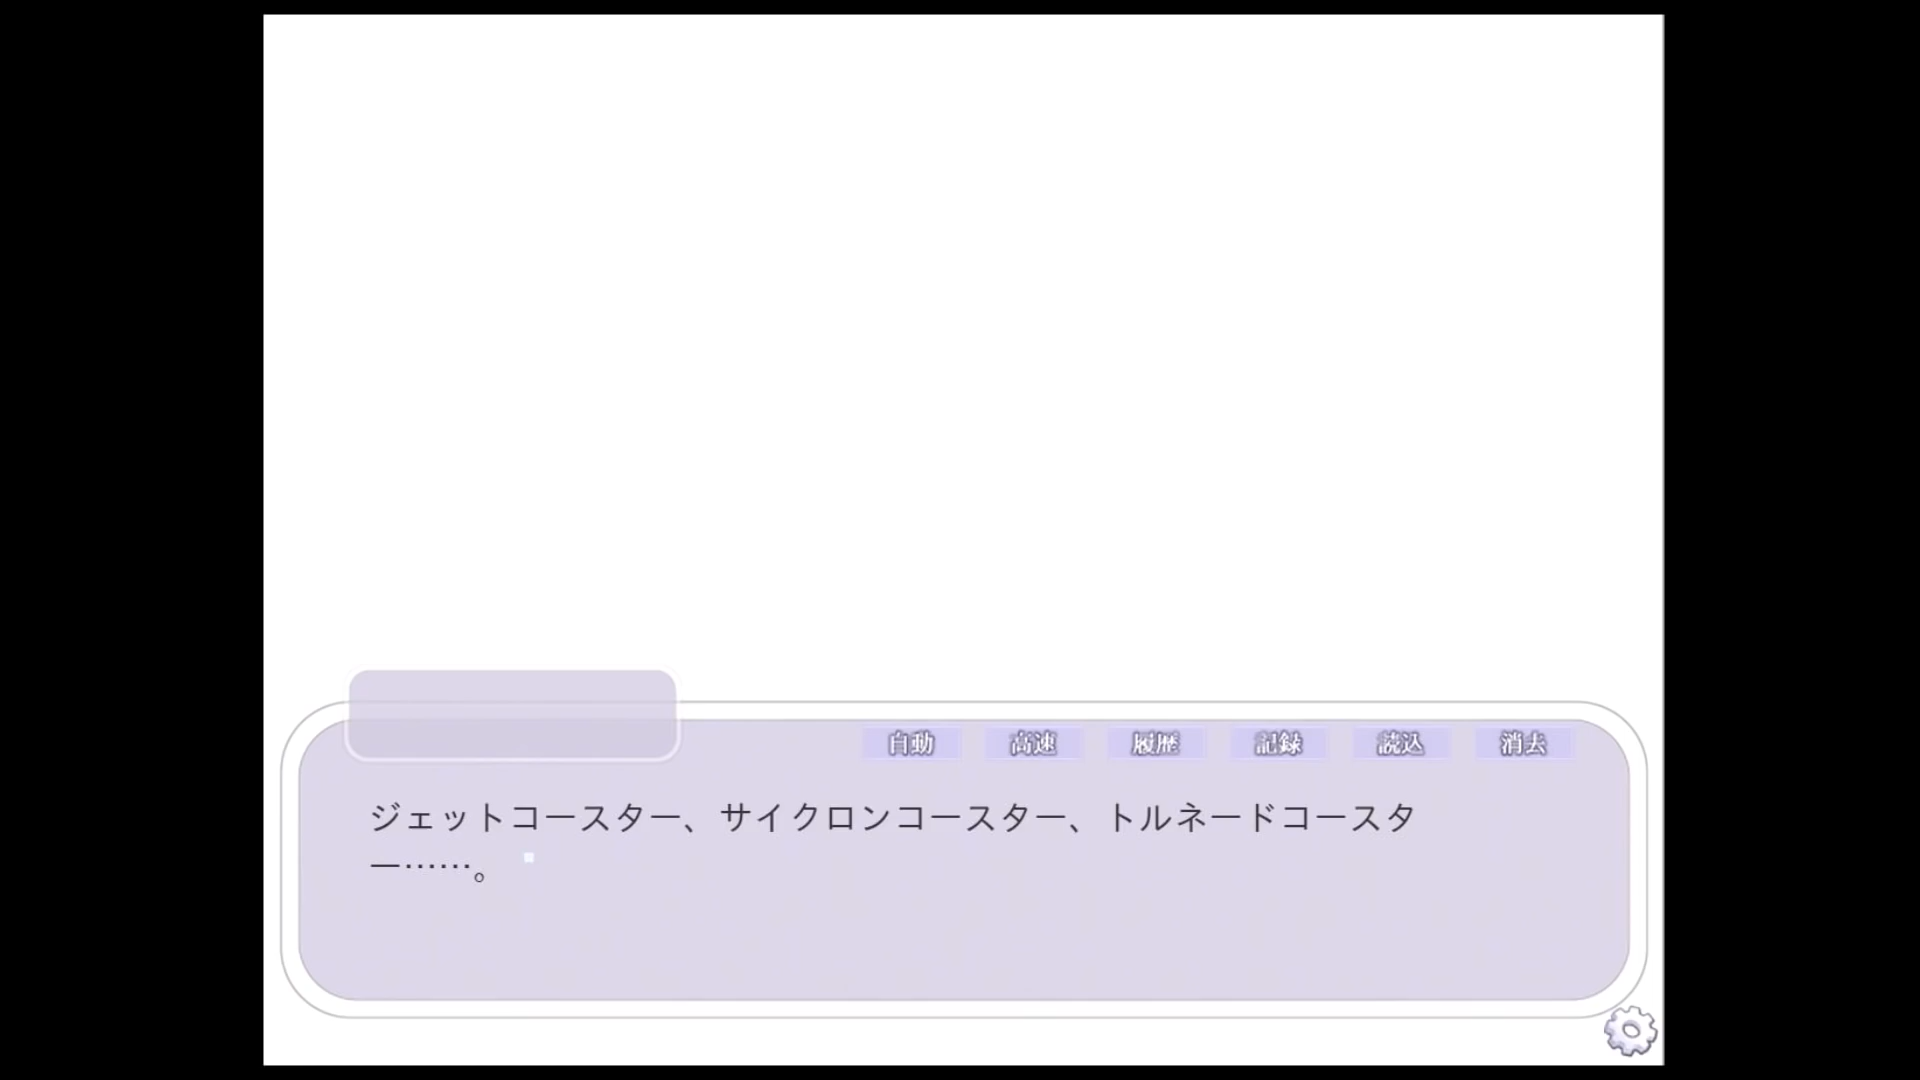 自動 高速 履歴 記録 読込 消去
ジェットコースター、サイクロンコースター、トルネードコースタ
ー……。